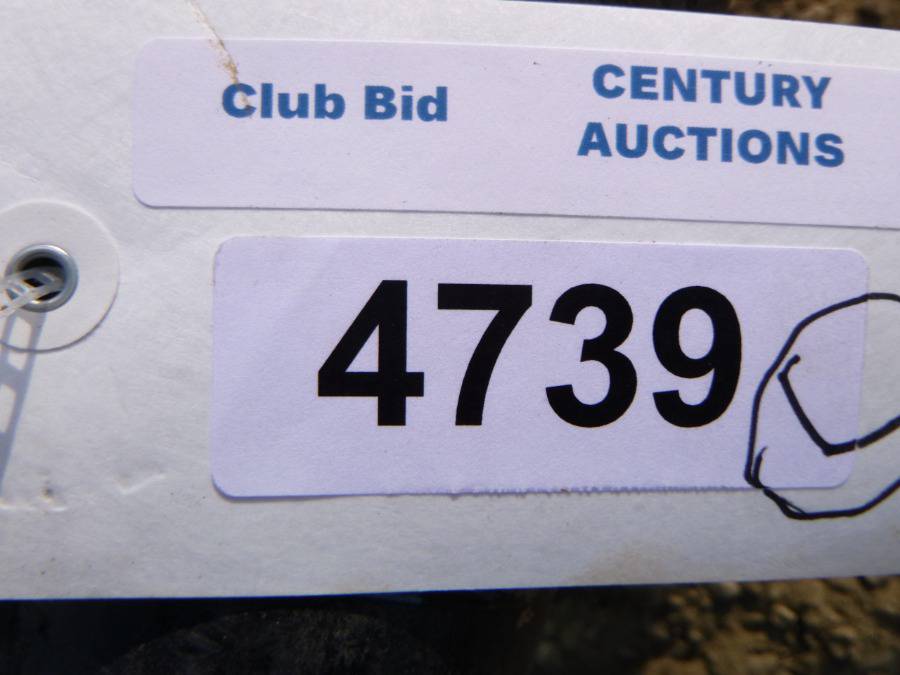 Club Bid
CENTURY
AUCTIONS
4739